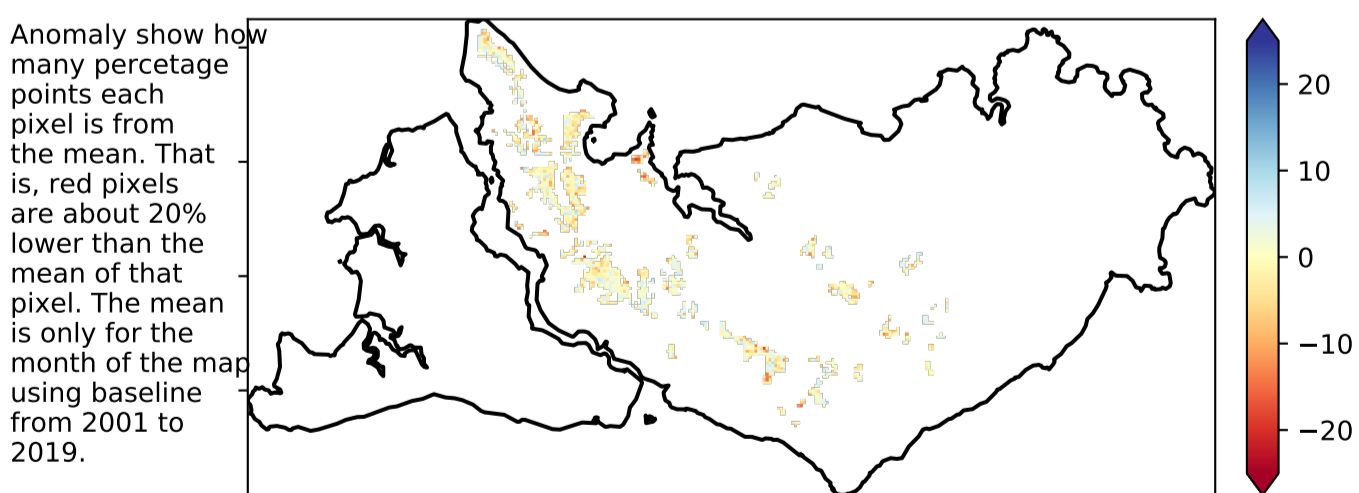 Anomaly show how
many percetage
points each
pixel is from
the mean. That
is, red pixels
are about 20%
lower than the
mean of that
pixel. The mean
is only for the
month of the map
using baseline
from 2001 to
2019.
20
10
0
−10
−20